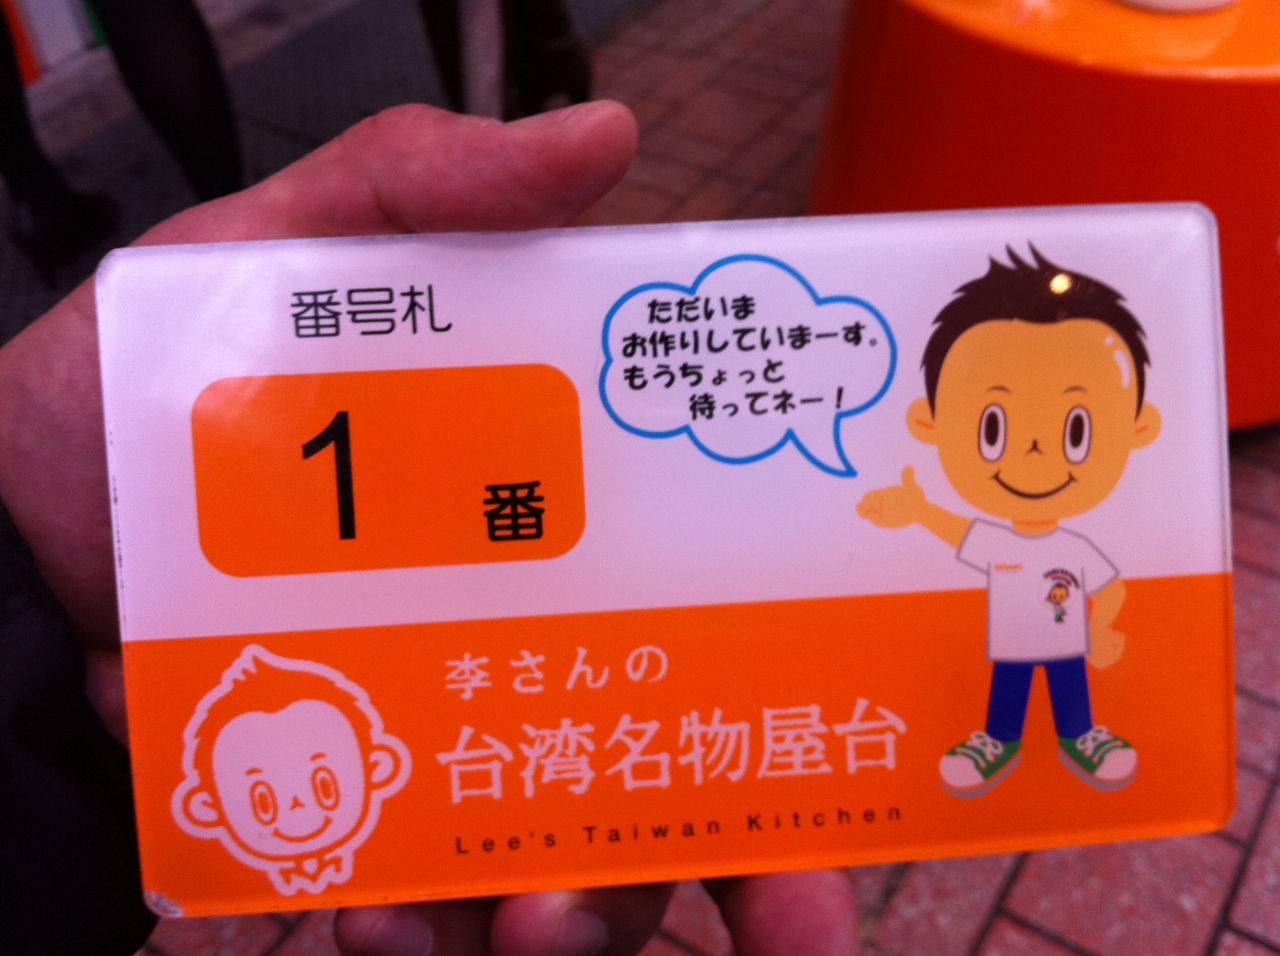 番号札
1 番
ただいま
お作りしていまーす。
もうちょっと
待ってネー！
李さんの
台湾名物屋台
Lee's Taiwan Kitchen